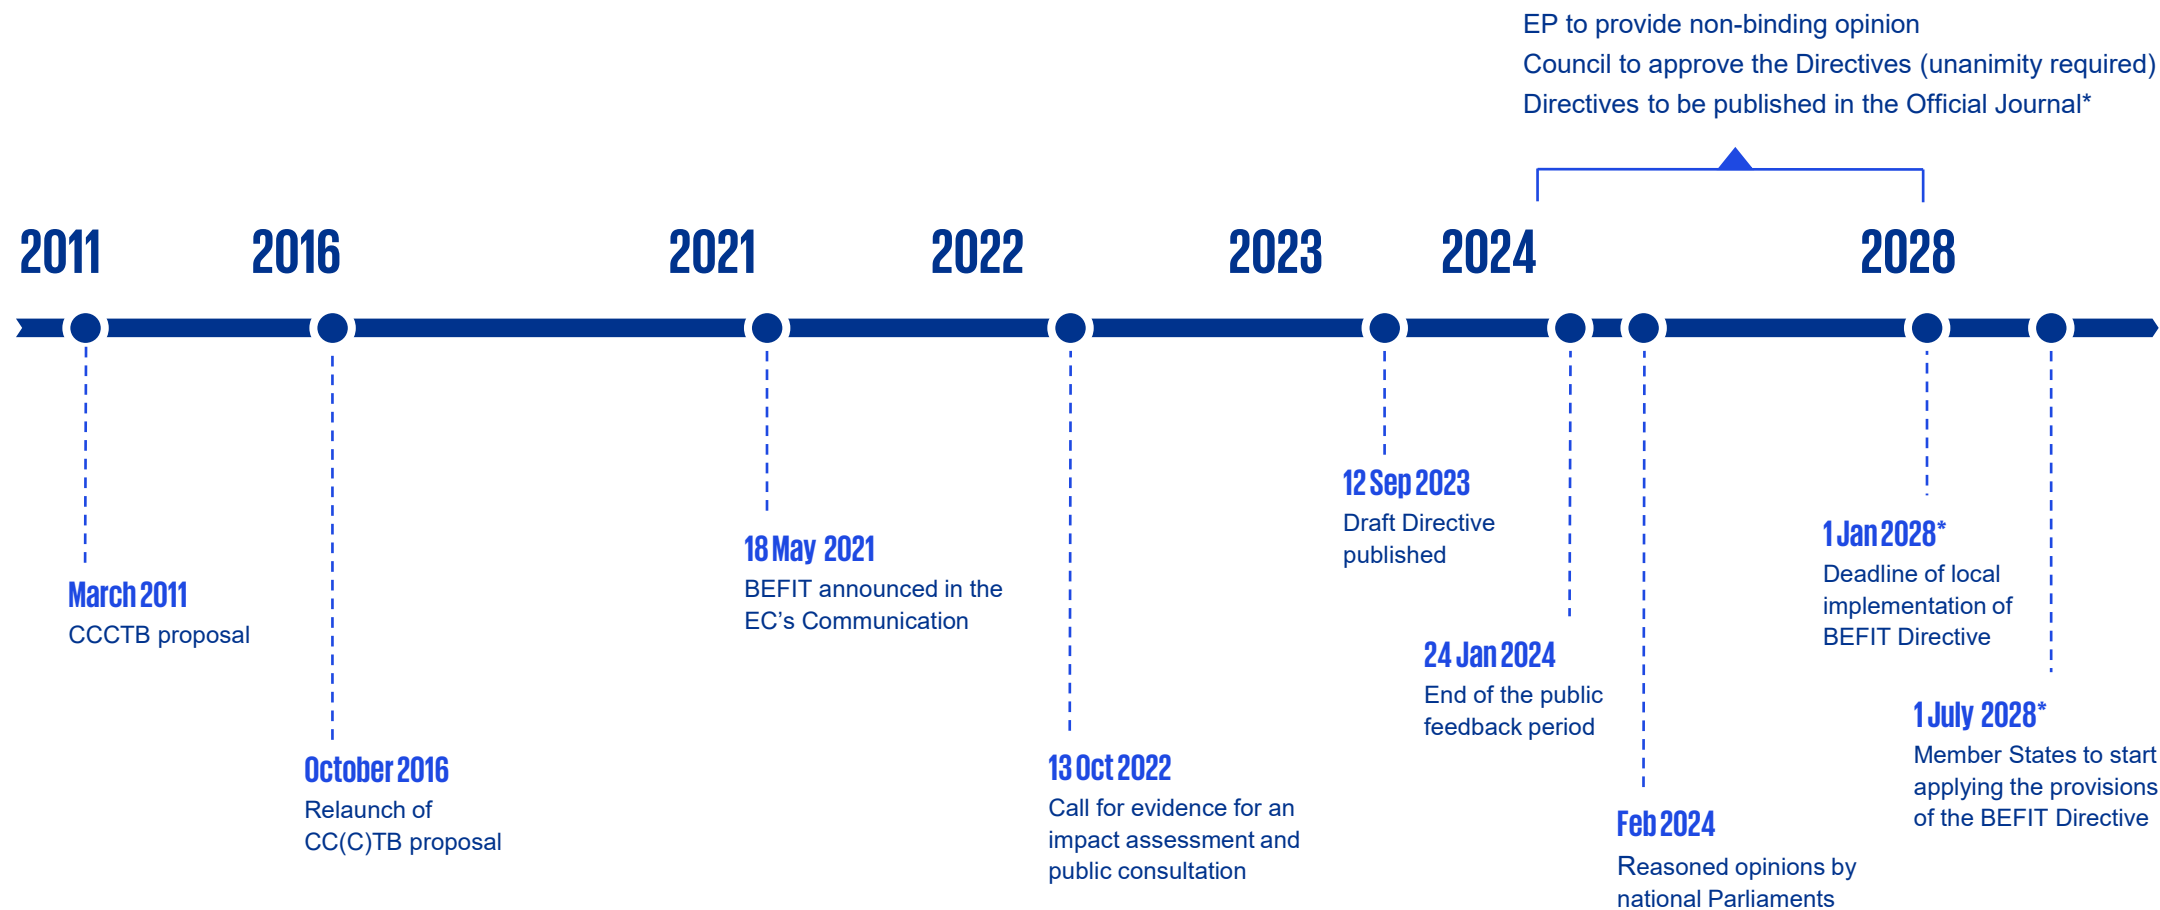 EP to provide non-binding opinion
Council to approve the Directives (unanimity required)
Directives to be published in the Official Journal*
2011
2016
2021
2022
2023
2024
2028
March 2011
CCCTB proposal
October 2016
Relaunch of
CC(C)TB proposal
18 May 2021
BEFIT announced in the
EC’s Communication
13 Oct 2022
Call for evidence for an
impact assessment and
public consultation
12 Sep 2023
Draft Directive
published
24 Jan 2024
End of the public
feedback period
Feb 2024
Reasoned opinions by
national Parliaments
1 Jan 2028*
Deadline of local
implementation of
BEFIT Directive
1 July 2028*
Member States to start
applying the provisions
of the BEFIT Directive